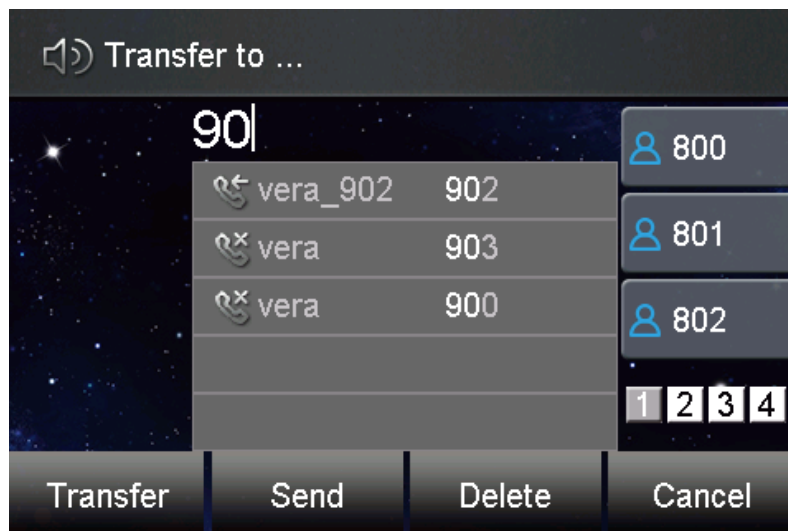 Transfer to ...
90
vera_902 902
vera 903
vera 900
800
801
802
1 2 3 4
Transfer Send Delete Cancel